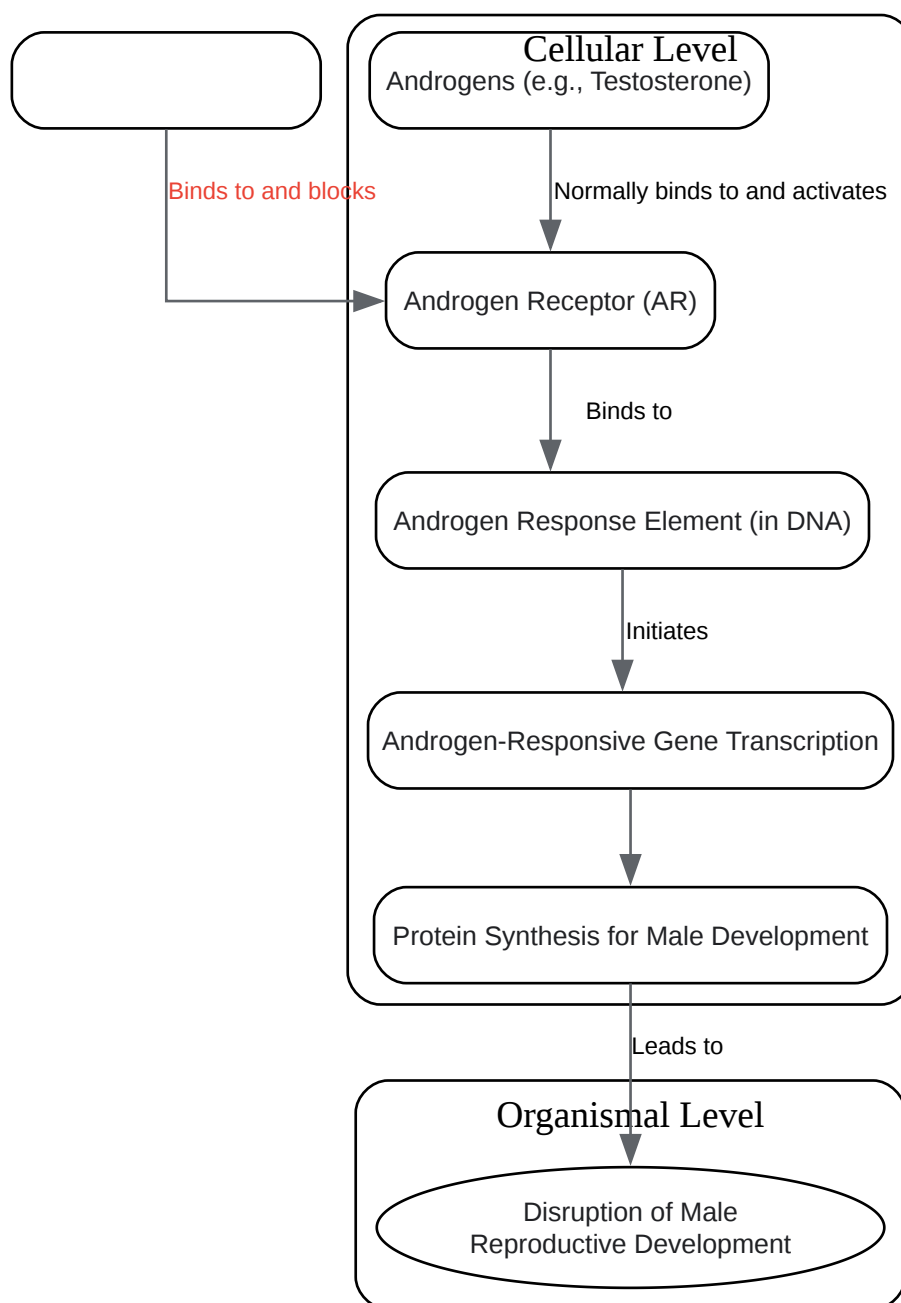 Cellular Level
Androgens (e.g., Testosterone)
Binds to and blocks
Normally binds to and activates
Androgen Receptor (AR)
Binds to
Androgen Response Element (in DNA)
Initiates
Androgen-Responsive Gene Transcription
Protein Synthesis for Male Development
Leads to
Organismal Level
Disruption of Male
Reproductive Development